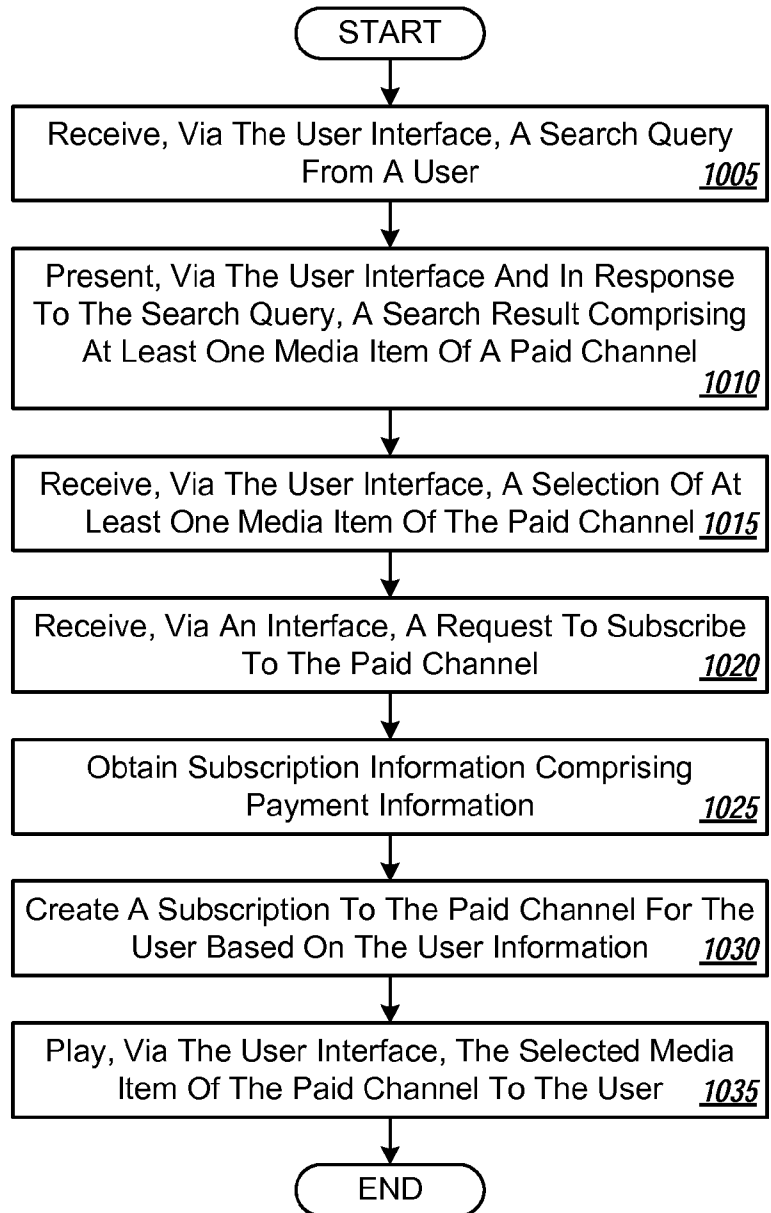 START
Receive, Via The User Interface, A Search Query
From A User 1005
Present, Via The User Interface And In Response
To The Search Query, A Search Result Comprising
At Least One Media Item Of A Paid Channel
1010
Receive, Via The User Interface, A Selection Of At
Least One Media Item Of The Paid Channel 1015
Receive, Via An Interface, A Request To Subscribe
To The Paid Channel 1020
Obtain Subscription Information Comprising
Payment Information 1025
Create A Subscription To The Paid Channel For The
User Based On The User Information 1030
Play, Via The User Interface, The Selected Media
Item Of The Paid Channel To The User 1035
END